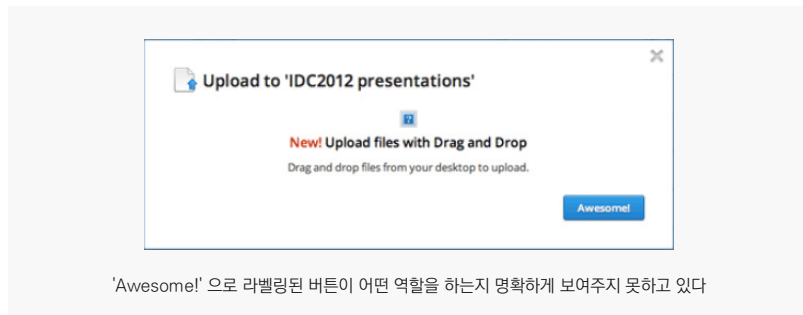 Upload to 'IDC2012 presentations'
New! Upload files with Drag and Drop
Drag and drop files from your desktop to upload.
Awesome!
'Awesome!' 으로 라벨링된 버튼이 어떤 역할을 하는지 명확하게 보여주지 못하고 있다